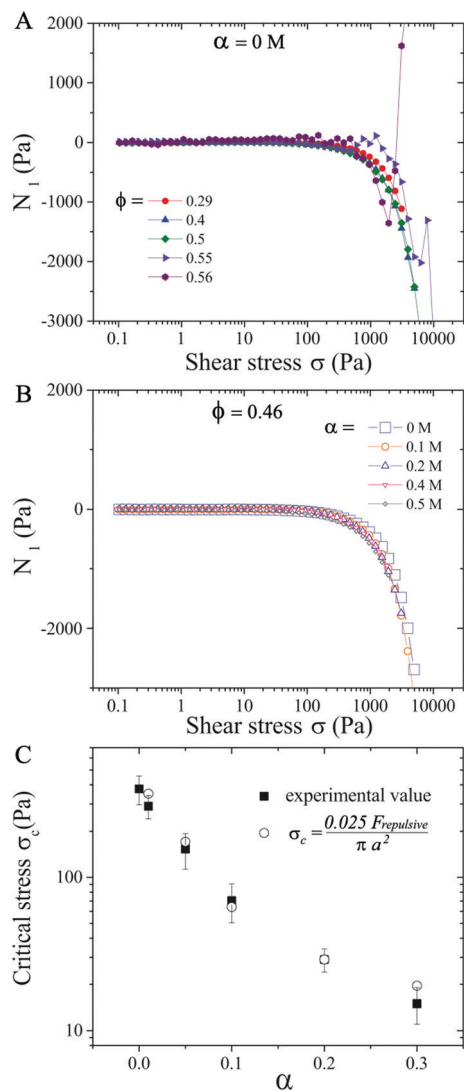 A
α = 0 M
2000
1000
0
-1000
-2000
-3000
N1 (Pa)
ϕ =
0.29
0.4
0.5
0.55
0.56
0.1 1 10 100 1000 10000
Shear stress σ (Pa)
B
ϕ = 0.46
2000
0
-2000
N1 (Pa)
α =
0 M
0.1 M
0.2 M
0.4 M
0.5 M
0.1 1 10 100 1000 10000
Shear stress σ (Pa)
C
Critical stress σc(Pa)
100
10
experimental value
σc = 0.025 Frepulsive / π a²
0.0 0.1 0.2 0.3
α